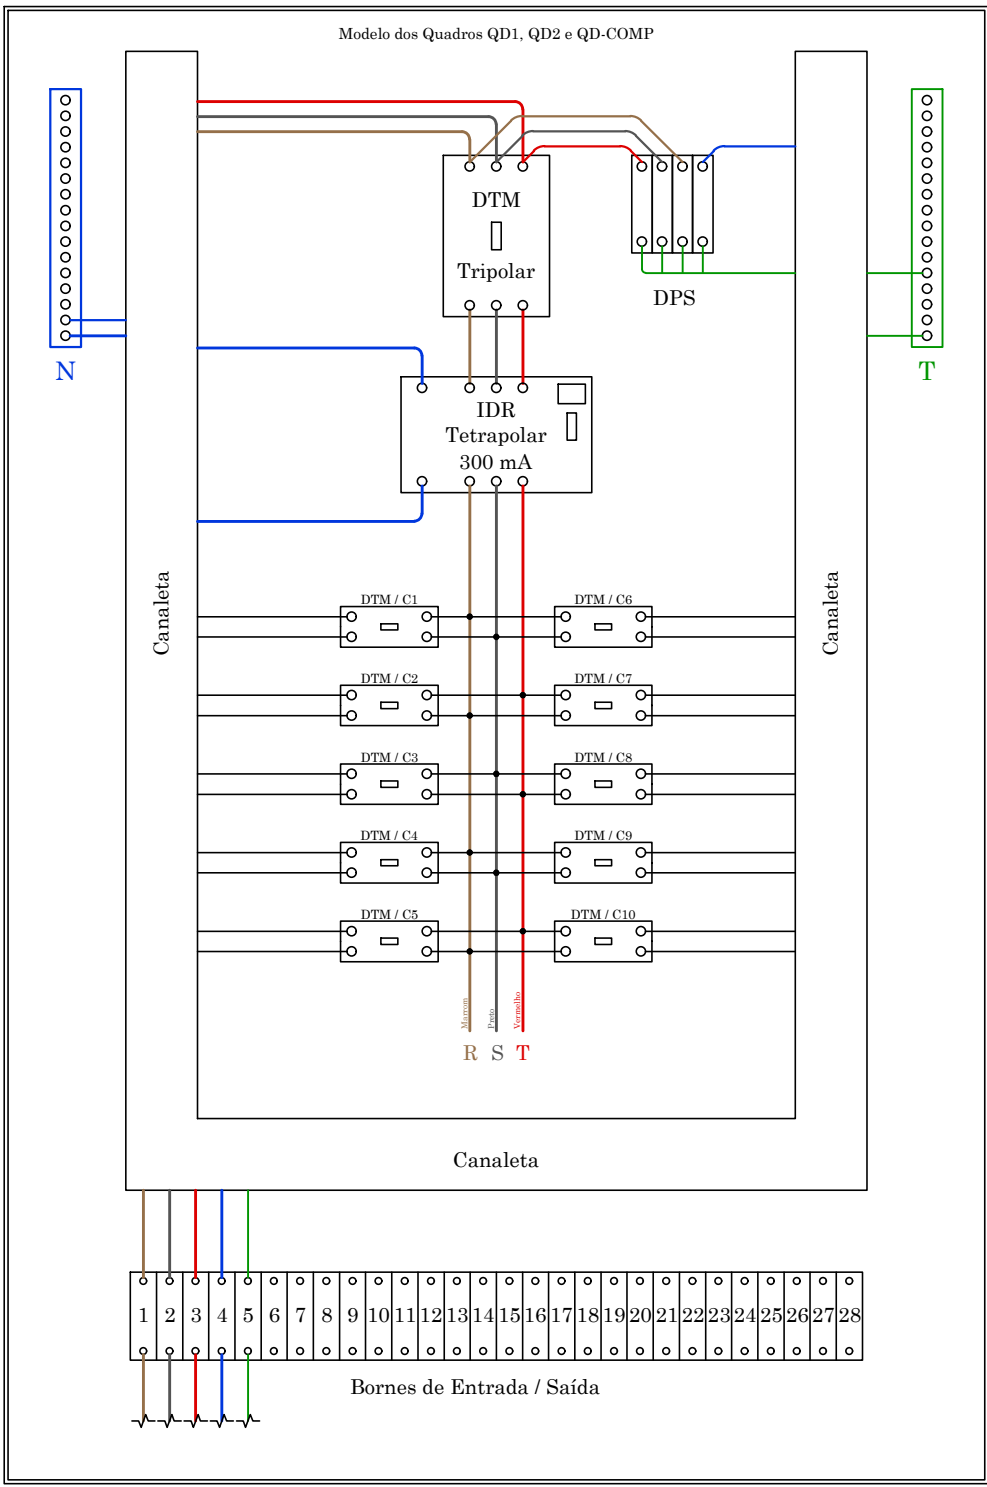 Modelo dos Quadros QD1, QD2 e QD-COMP
DTM
Tripolar
DPS
N
T
IDR
Tetrapolar
300 mA
Canaleta
Canaleta
DTM / C1
DTM / C6
DTM / C2
DTM / C7
DTM / C3
DTM / C8
DTM / C4
DTM / C9
DTM / C5
DTM / C10
Marrom
Preto
Vermelho
R S T
Canaleta
1 2 3 4 5 6 7 8 9 10 11 12 13 14 15 16 17 18 19 20 21 22 23 24 25 26 27 28
Bornes de Entrada / Saída